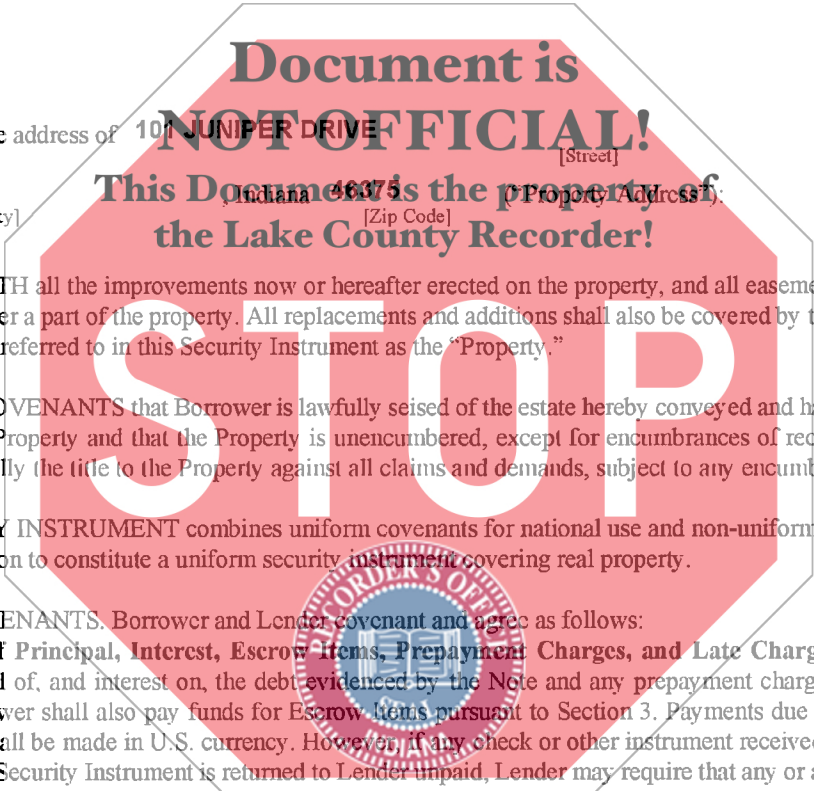 Document is
NOT OFFICIAL!
This Document is the property of
the Lake County Recorder!
STOP
address of 101 JUNIPER DRIVE
[Street]
, Indiana 46375 ("Property Address"):
[Zip Code]
TH all the improvements now or hereafter erected on the property, and all easeme
er a part of the property. All replacements and additions shall also be covered by t
referred to in this Security Instrument as the “Property.”
OVENANTS that Borrower is lawfully seised of the estate hereby conveyed and h
Property and that the Property is unencumbered, except for encumbrances of rec
lly the title to the Property against all claims and demands, subject to any encumb
Y INSTRUMENT combines uniform covenants for national use and non-uniform
on to constitute a uniform security instrument covering real property.
ENANTS. Borrower and Lender covenant and agree as follows:
f Principal, Interest, Escrow Items, Prepayment Charges, and Late Charg
l of, and interest on, the debt evidenced by the Note and any prepayment charg
wer shall also pay funds for Escrow Items pursuant to Section 3. Payments due
all be made in U.S. currency. However, if any check or other instrument received
Security Instrument is returned to Lender unpaid, Lender may require that any or a
RECORDER'S OFFIC
INDIANA